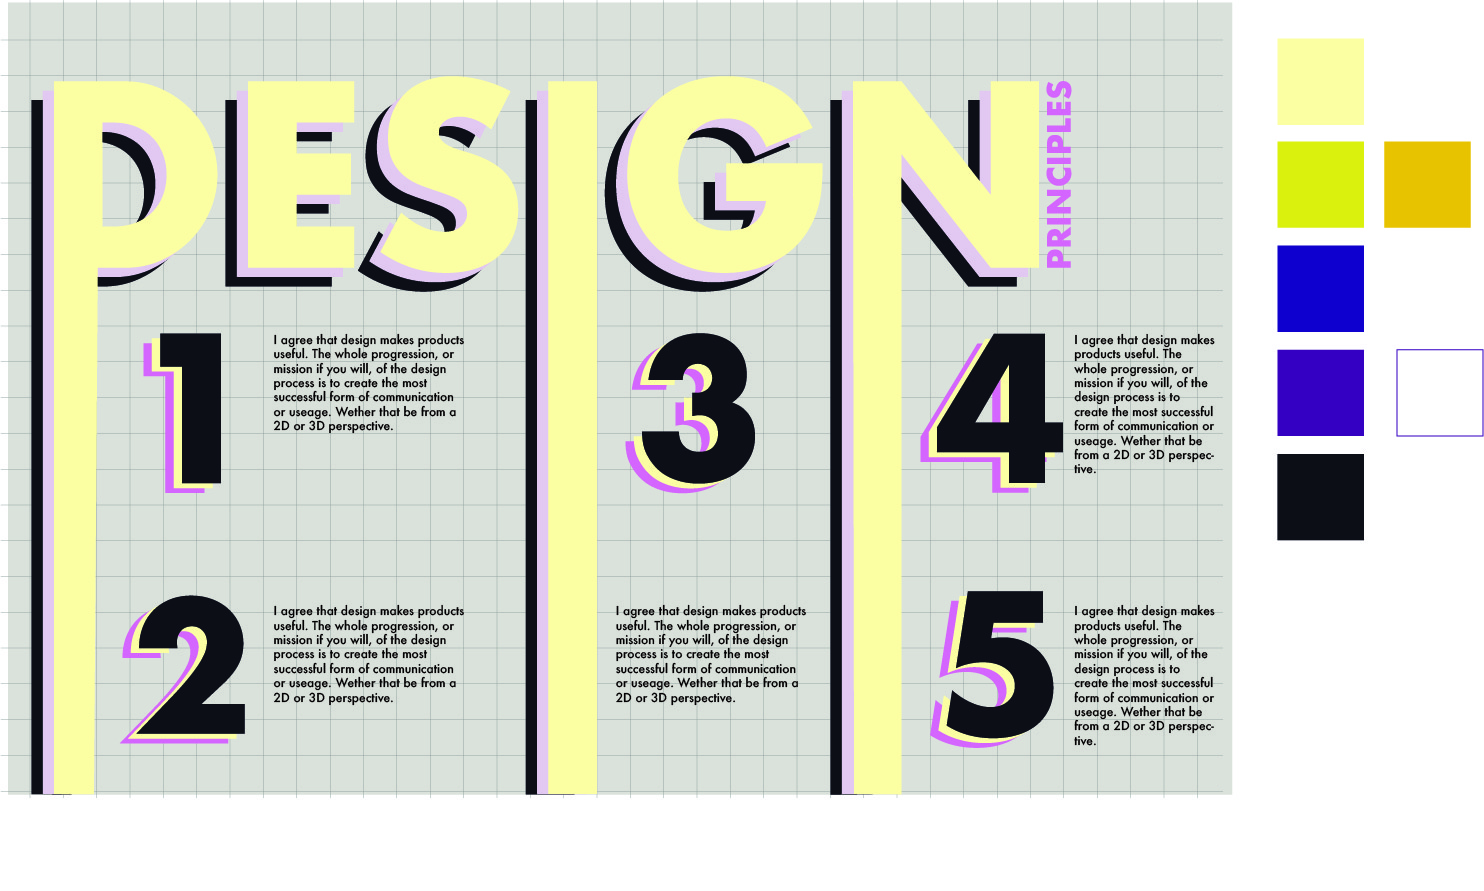 DESIGN
PRINCIPLES
1
I agree that design makes products
useful. The whole progression, or
mission if you will, of the design
process is to create the most
successful form of communication
or useage. Wether that be from a
2D or 3D perspective.
2
I agree that design makes products
useful. The whole progression, or
mission if you will, of the design
process is to create the most
successful form of communication
or useage. Wether that be from a
2D or 3D perspective.
3
I agree that design makes products
useful. The whole progression, or
mission if you will, of the design
process is to create the most
successful form of communication
or useage. Wether that be from a
2D or 3D perspective.
4
I agree that design makes
products useful. The
whole progression, or
mission if you will, of the
design process is to
create the most successful
form of communication or
useage. Wether that be
from a 2D or 3D perspec-
tive.
5
I agree that design makes
products useful. The
whole progression, or
mission if you will, of the
design process is to
create the most successful
form of communication or
useage. Wether that be
from a 2D or 3D perspec-
tive.